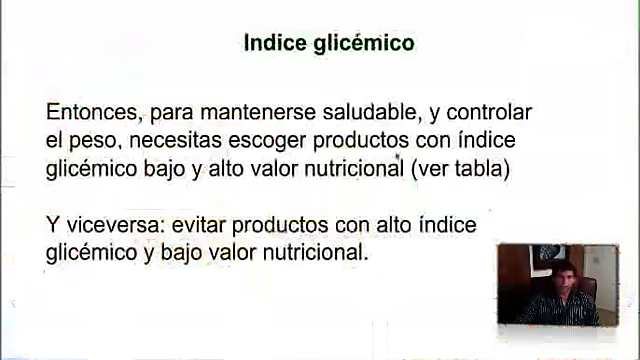 Indice glicémico
Entonces, para mantenerse saludable, y controlar
el peso, necesitas escoger productos con índice
glicémico bajo y alto valor nutricional (ver tabla)
Y viceversa: evitar productos con alto índice
glicémico y bajo valor nutricional.